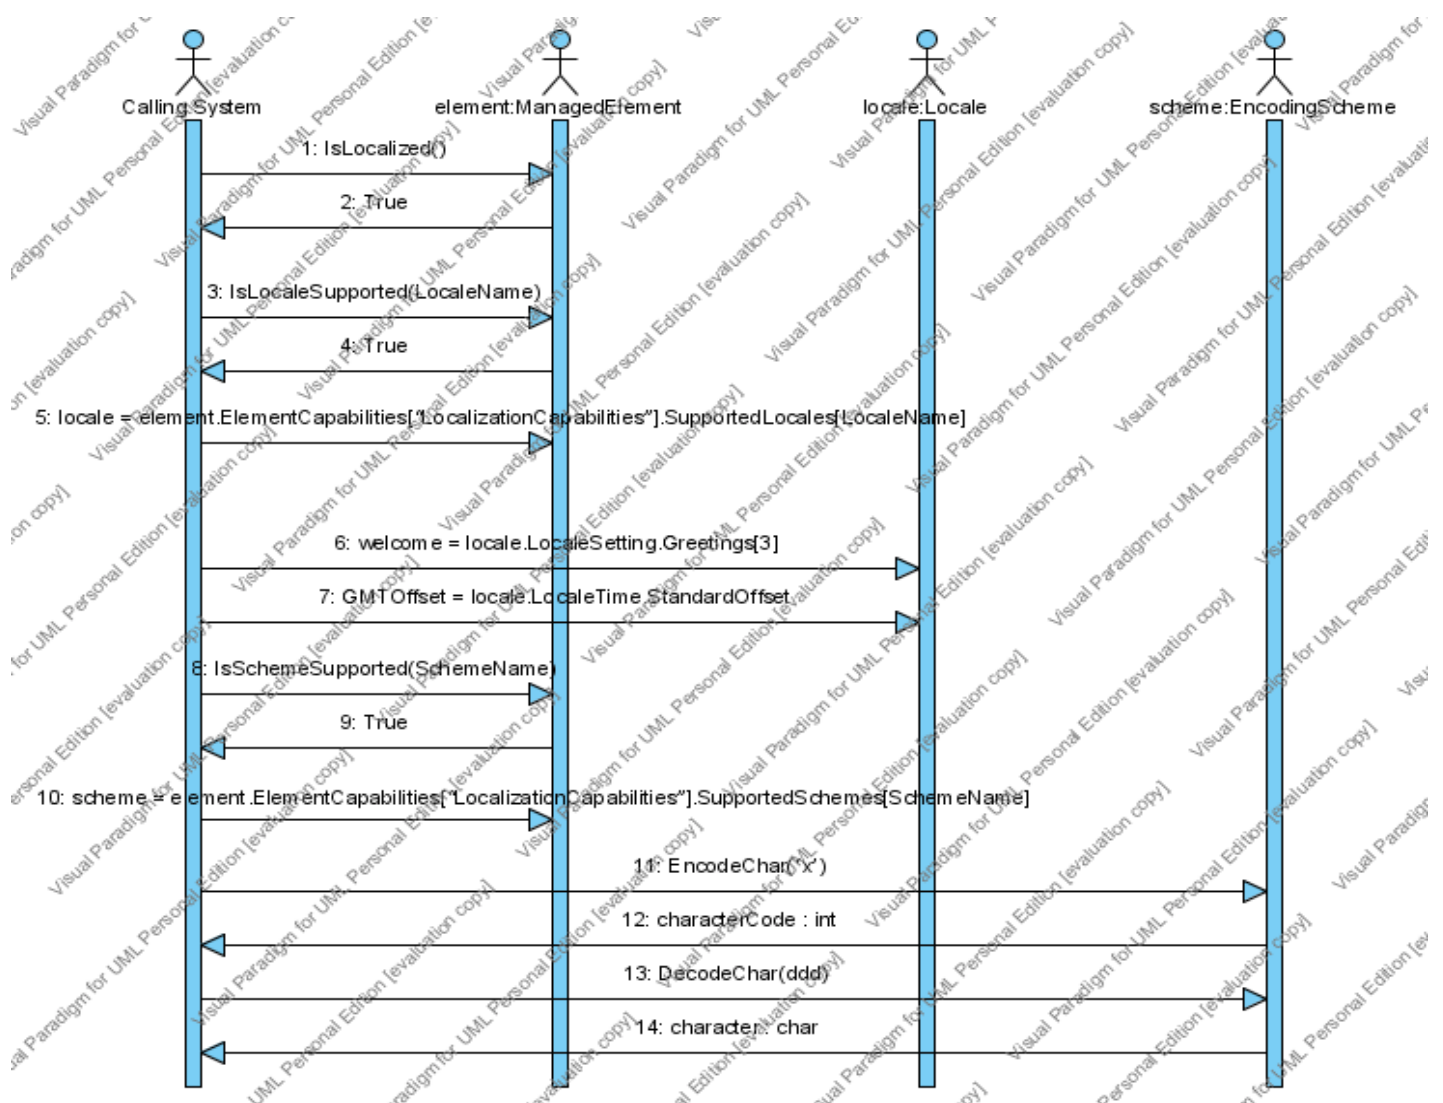 Calling System
element:ManagedElement
locale:Locale
scheme:EncodingScheme
1: IsLocalized()
2: True
3: IsLocaleSupported(LocaleName)
4: True
5: locale = element.ElementCapabilities["LocalizationCapabilities"].SupportedLocales[LocaleName]
6: welcome = locale.LocaleSetting.Greetings[3]
7: GMTOffset = locale.LocaleTime.StandardOffset
8: IsSchemeSupported(SchemeName)
9: True
10: scheme = element.ElementCapabilities["LocalizationCapabilities"].SupportedSchemes[SchemeName]
11: EncodeChar('x')
12: characterCode : int
13: DecodeChar(ddd)
14: character : char
Visual Paradigm for UML Personal Edition [evaluation copy]